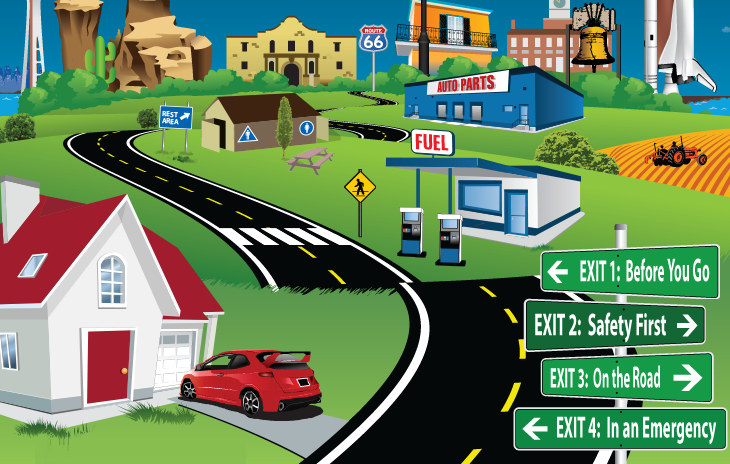 ROUTE
66
AUTO PARTS
REST
AREA
FUEL
EXIT 1: Before You Go
EXIT 2: Safety First
EXIT 3: On the Road
EXIT 4: In an Emergency